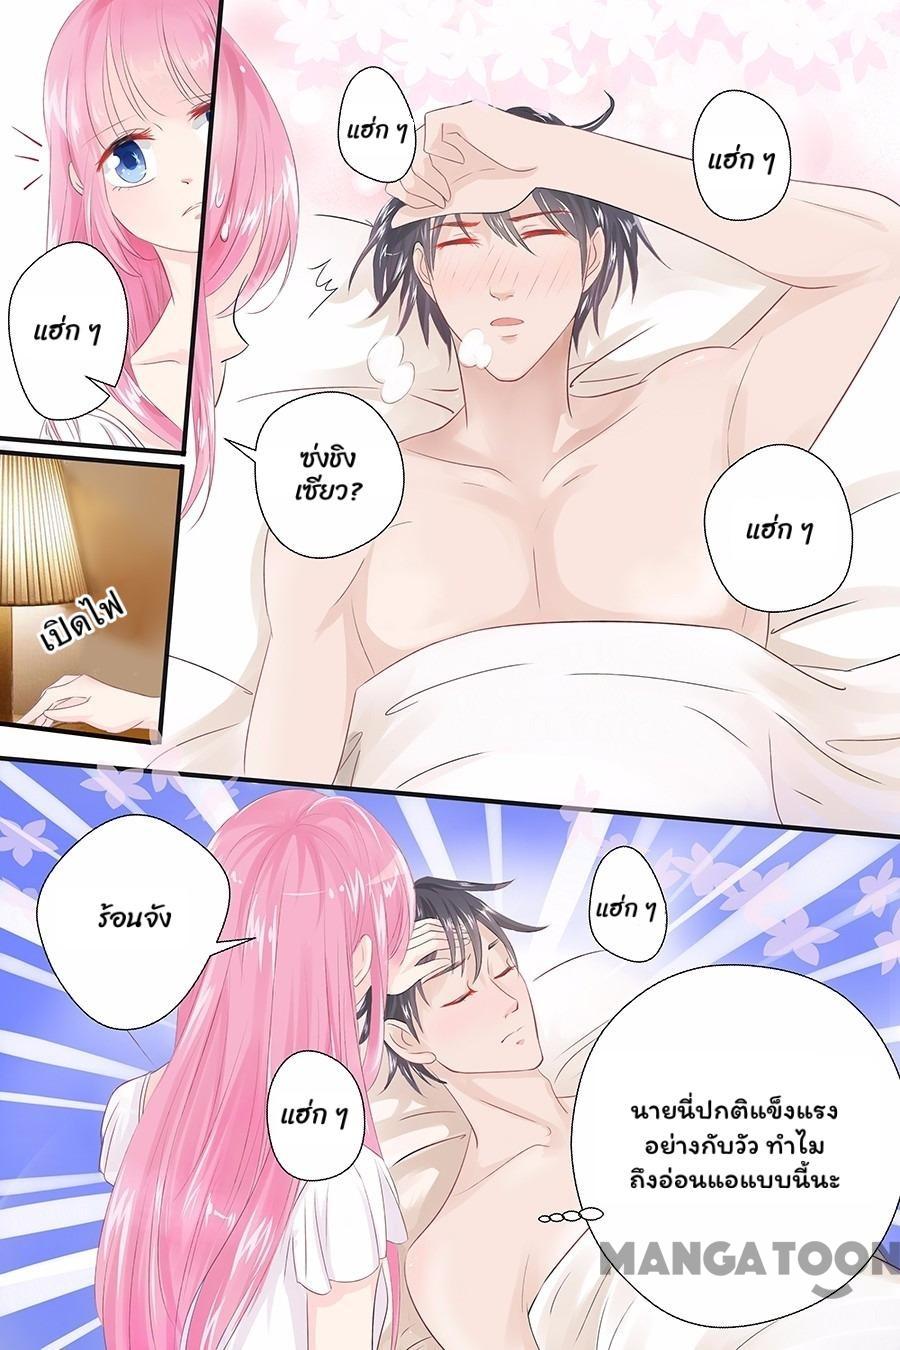 แฮ่ก ๆ
แฮ่ก ๆ
แฮ่ก ๆ
ซ่งชิง
เซียว?
แฮ่ก ๆ
เปิดไฟ
ร้อนจัง
แฮ่ก ๆ
แฮ่ก ๆ
นายนี่ปกติแข็งแรง
อย่างกับวัว ทำไม
ถึงอ่อนแอแบบนี้นะ
MANGATOON